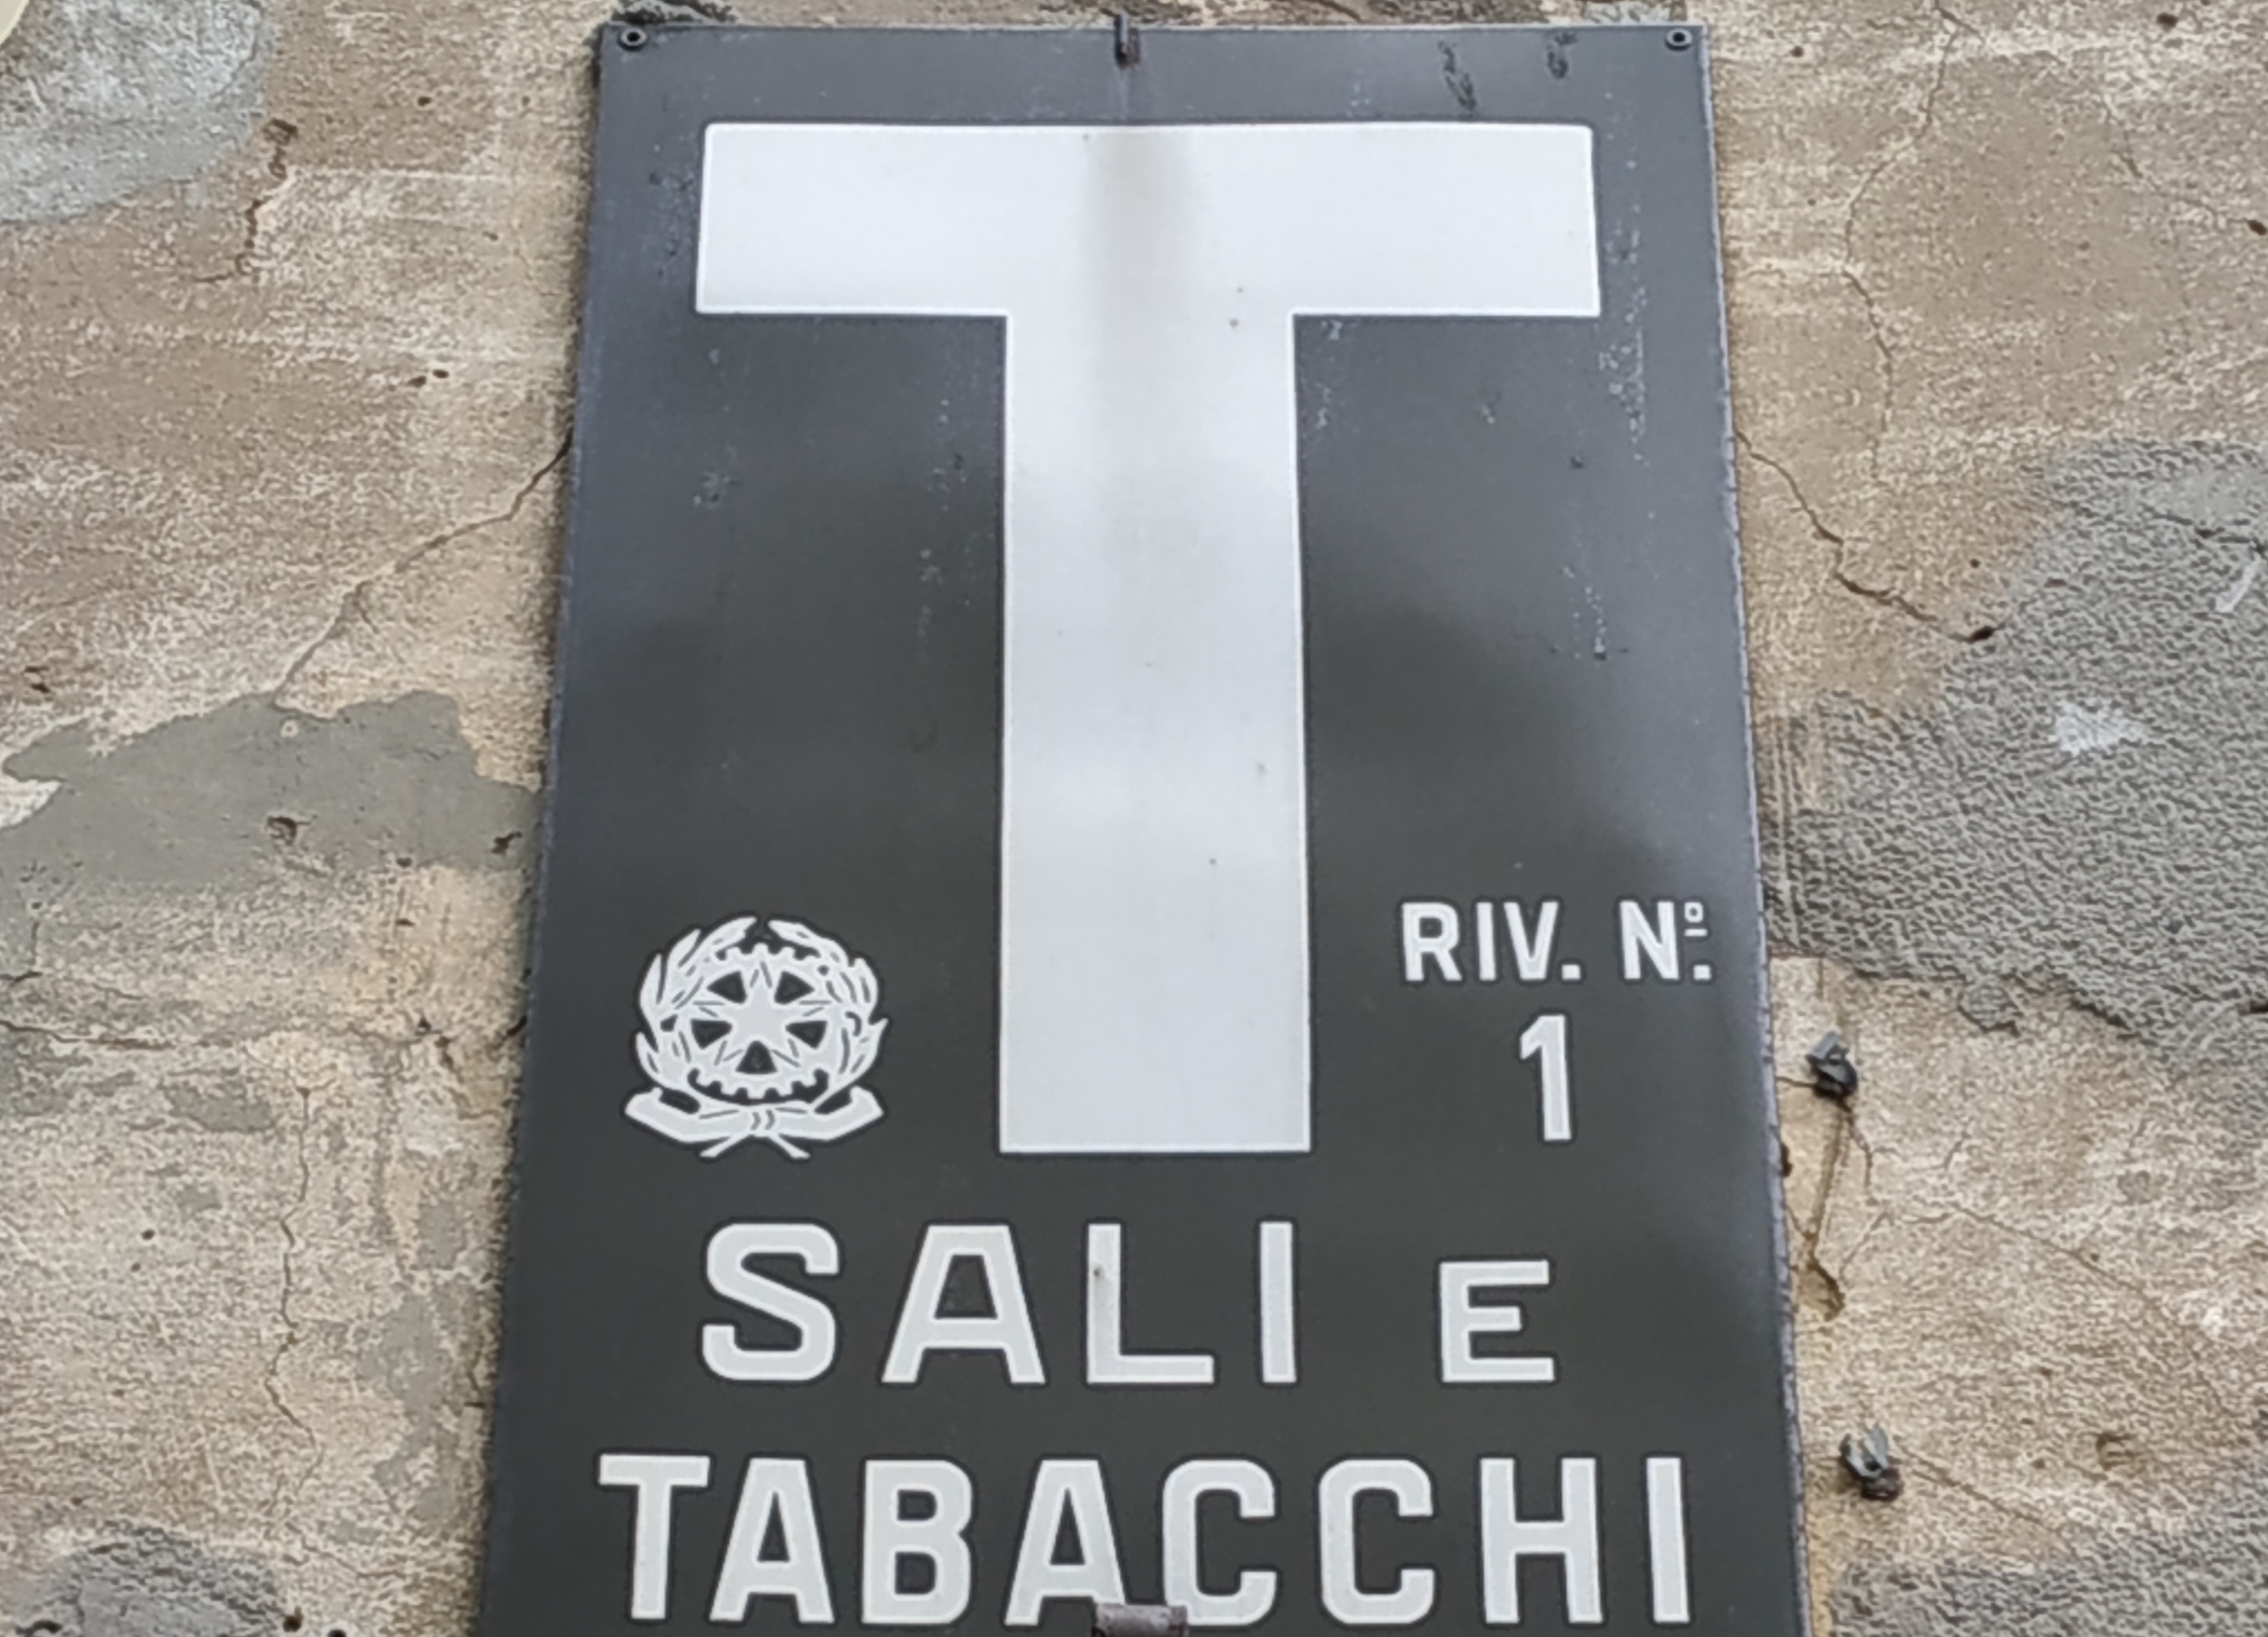 T
RIV. Nº.
1
SALI E
TABACCHI